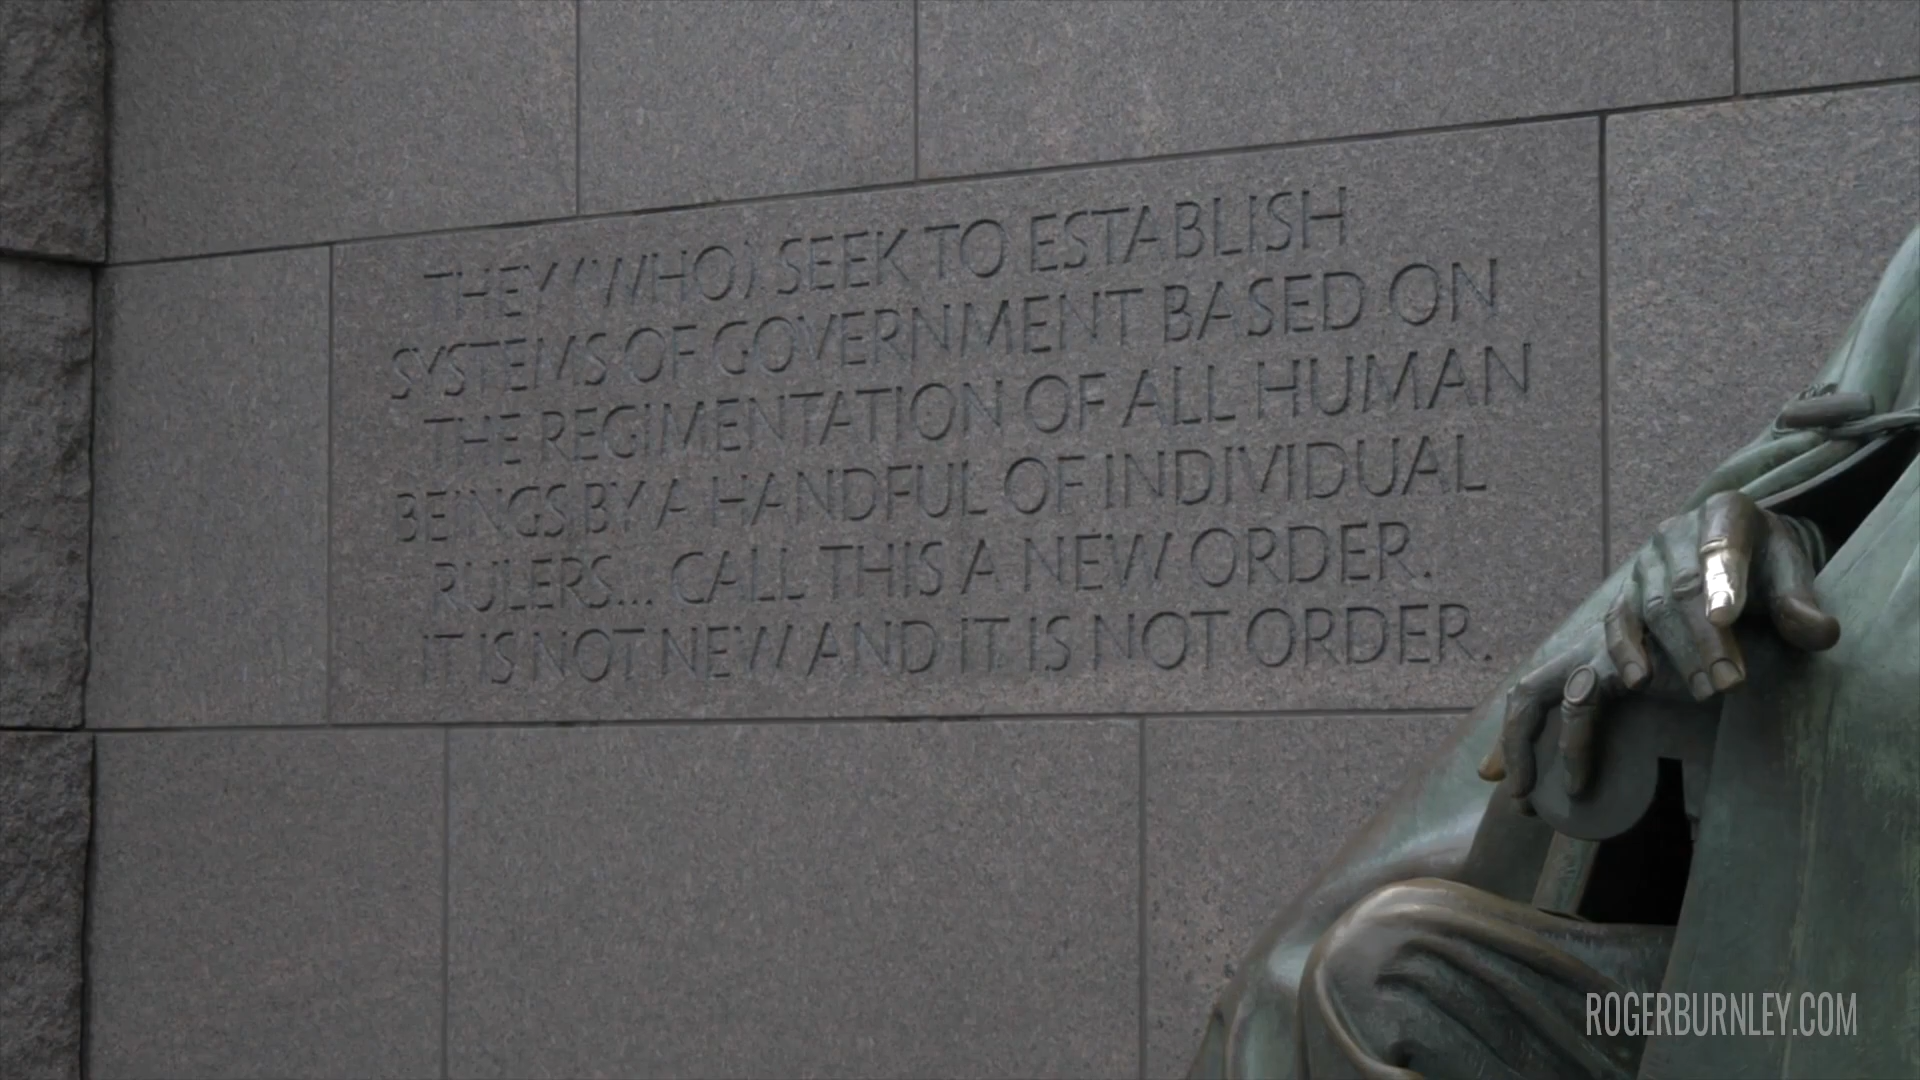 THEY (WHO) SEEK TO ESTABLISH
SYSTEMS OF GOVERNMENT BASED ON
THE REGIMENTATION OF ALL HUMAN
BEINGS BY A HANDFUL OF INDIVIDUAL
RULERS... CALL THIS A NEW ORDER.
IT IS NOT NEW AND IT IS NOT ORDER.
ROGERBURNLEY.COM